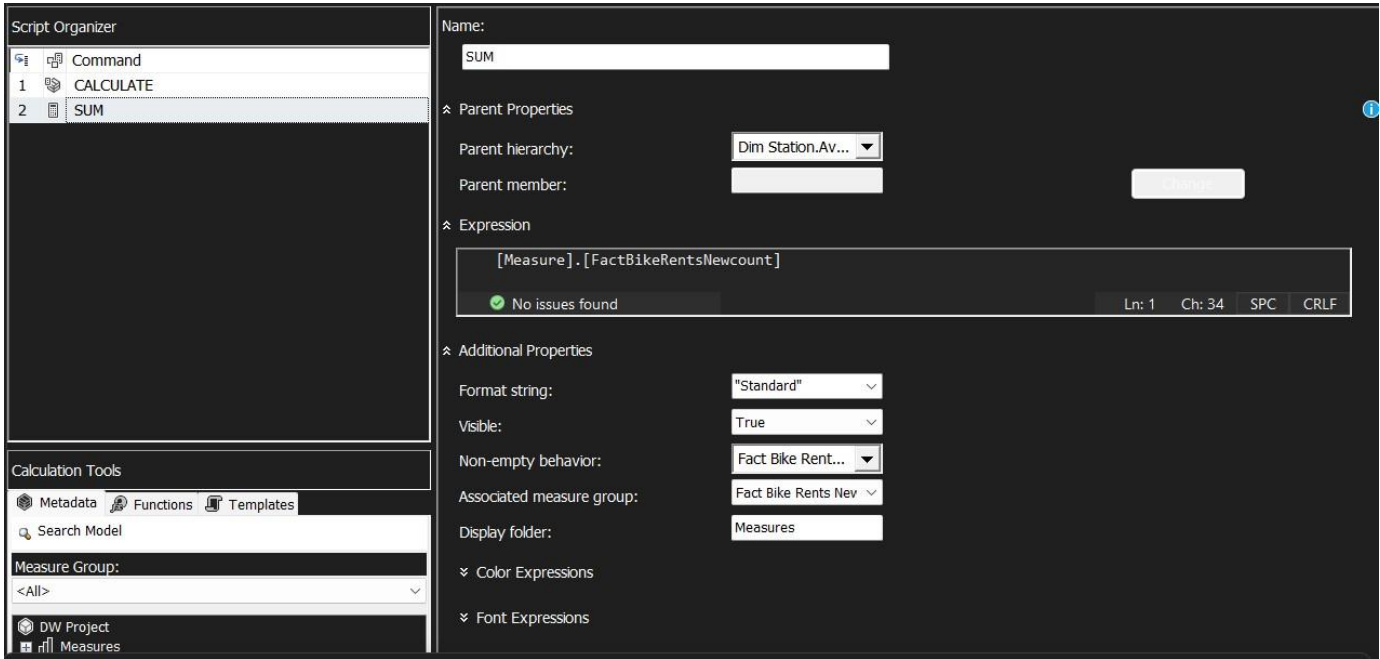 Script Organizer
Command
1 CALCULATE
2 SUM
Calculation Tools
Metadata Functions Templates
Search Model
Measure Group:
<All>
DW Project
Measures
Name:
SUM
Parent Properties
Parent hierarchy: Dim Station.Av...
Parent member:
Change
Expression
[Measure].[FactBikeRentsNewcount]
No issues found Ln: 1 Ch: 34 SPC CRLF
Additional Properties
Format string: "Standard"
Visible: True
Non-empty behavior: Fact Bike Rent...
Associated measure group: Fact Bike Rents Nev
Display folder: Measures
Color Expressions
Font Expressions